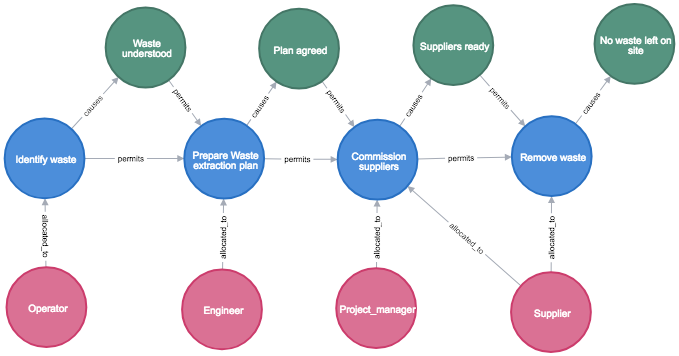 Waste
understood
Plan agreed
Suppliers ready
No waste left on
site
causes
permits
causes
permits
causes
permits
causes
Identify waste
permits
Prepare Waste
extraction plan
permits
Commission
suppliers
permits
Remove waste
allocated_to
allocated_to
allocated_to
allocated_to
allocated_to
Operator
Engineer
Project_manager
Supplier